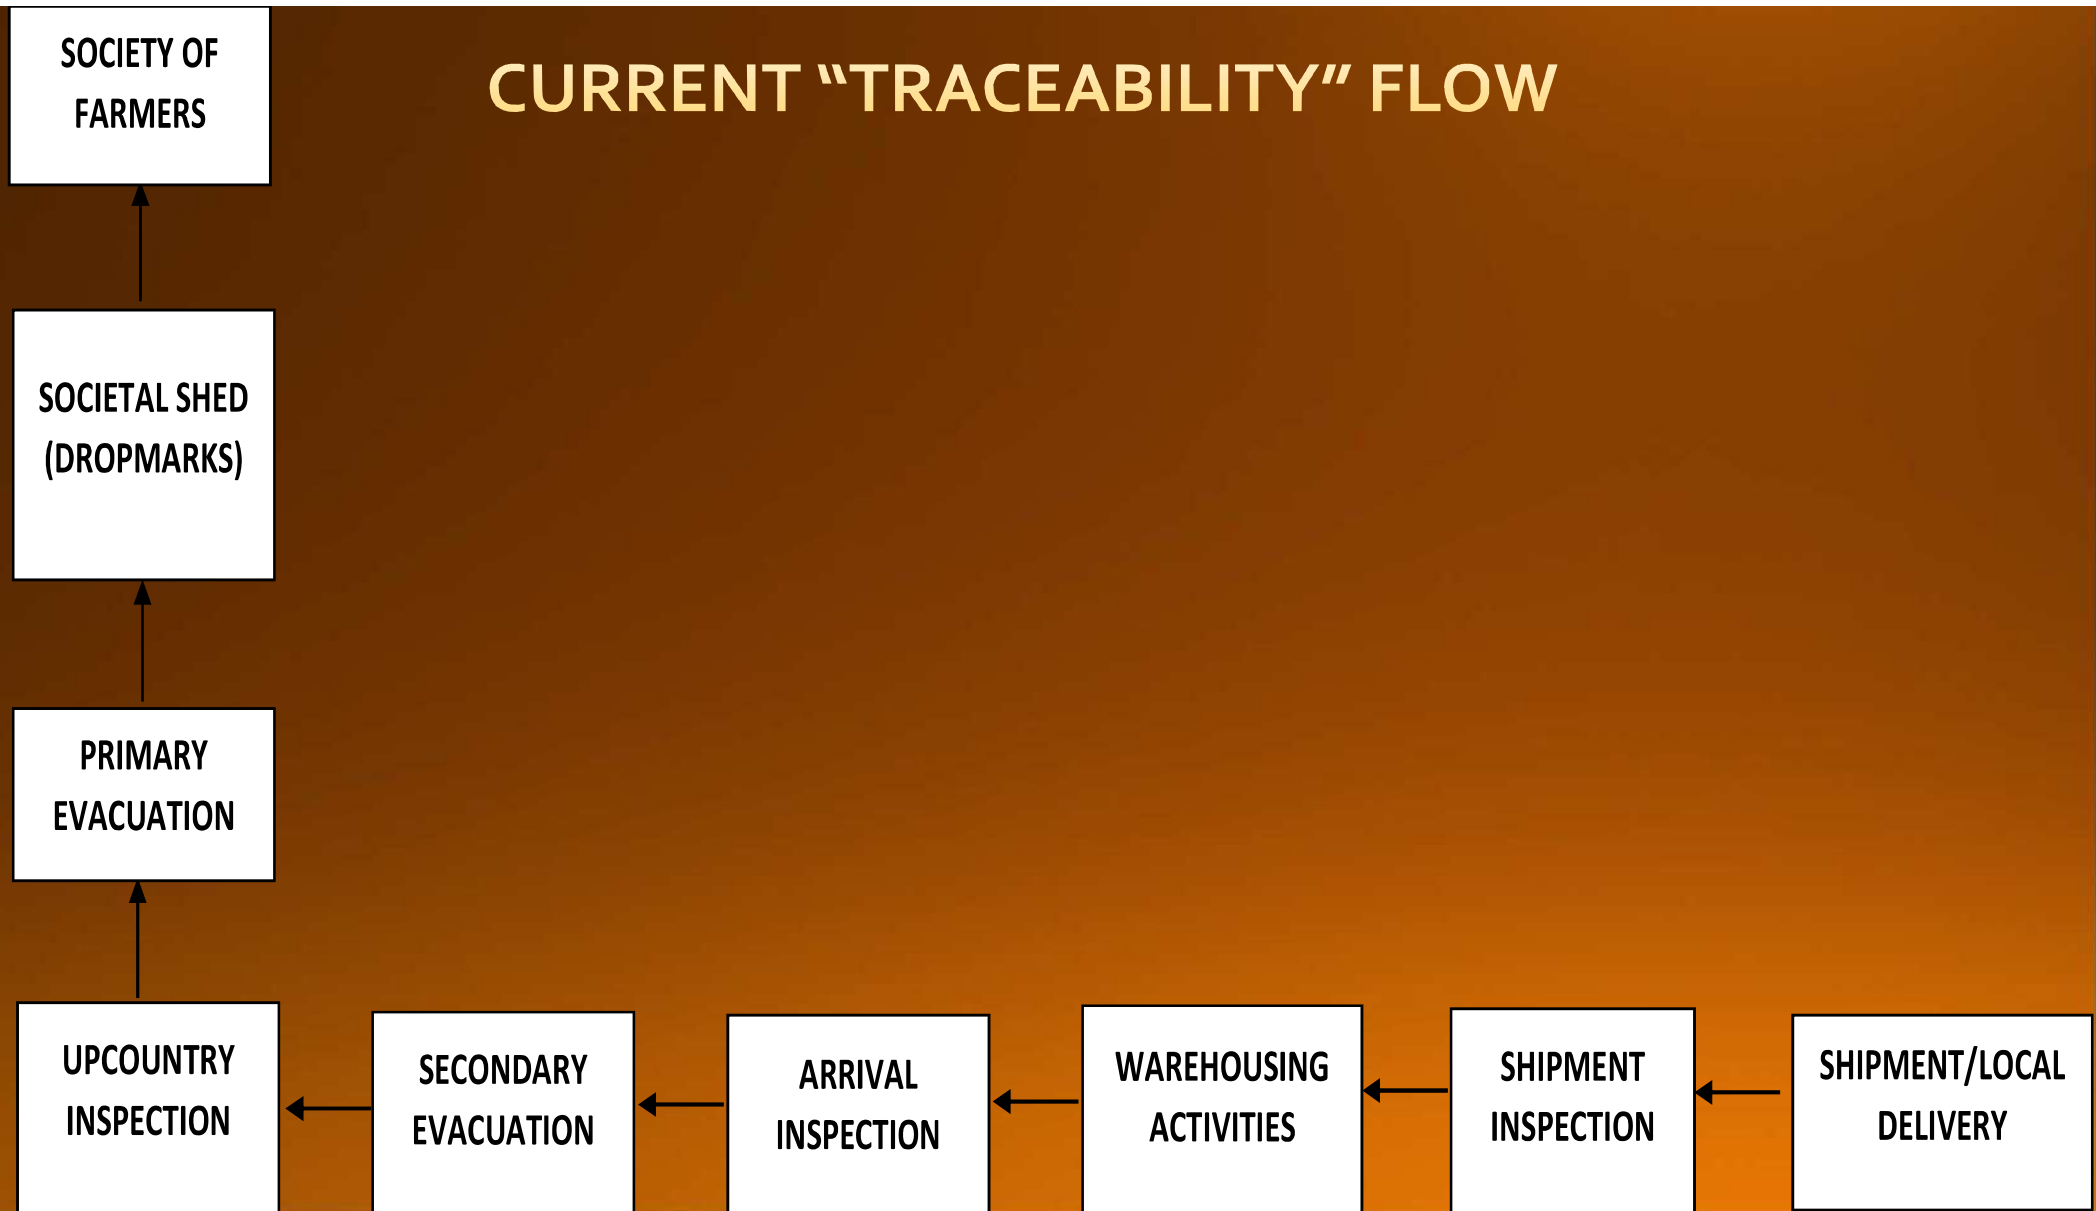 SOCIETY OF
FARMERS
CURRENT “TRACEABILITY” FLOW
SOCIETAL SHED
(DROPMARKS)
PRIMARY
EVACUATION
UPCOUNTRY
INSPECTION
SECONDARY
EVACUATION
ARRIVAL
INSPECTION
WAREHOUSING
ACTIVITIES
SHIPMENT
INSPECTION
SHIPMENT/LOCAL
DELIVERY